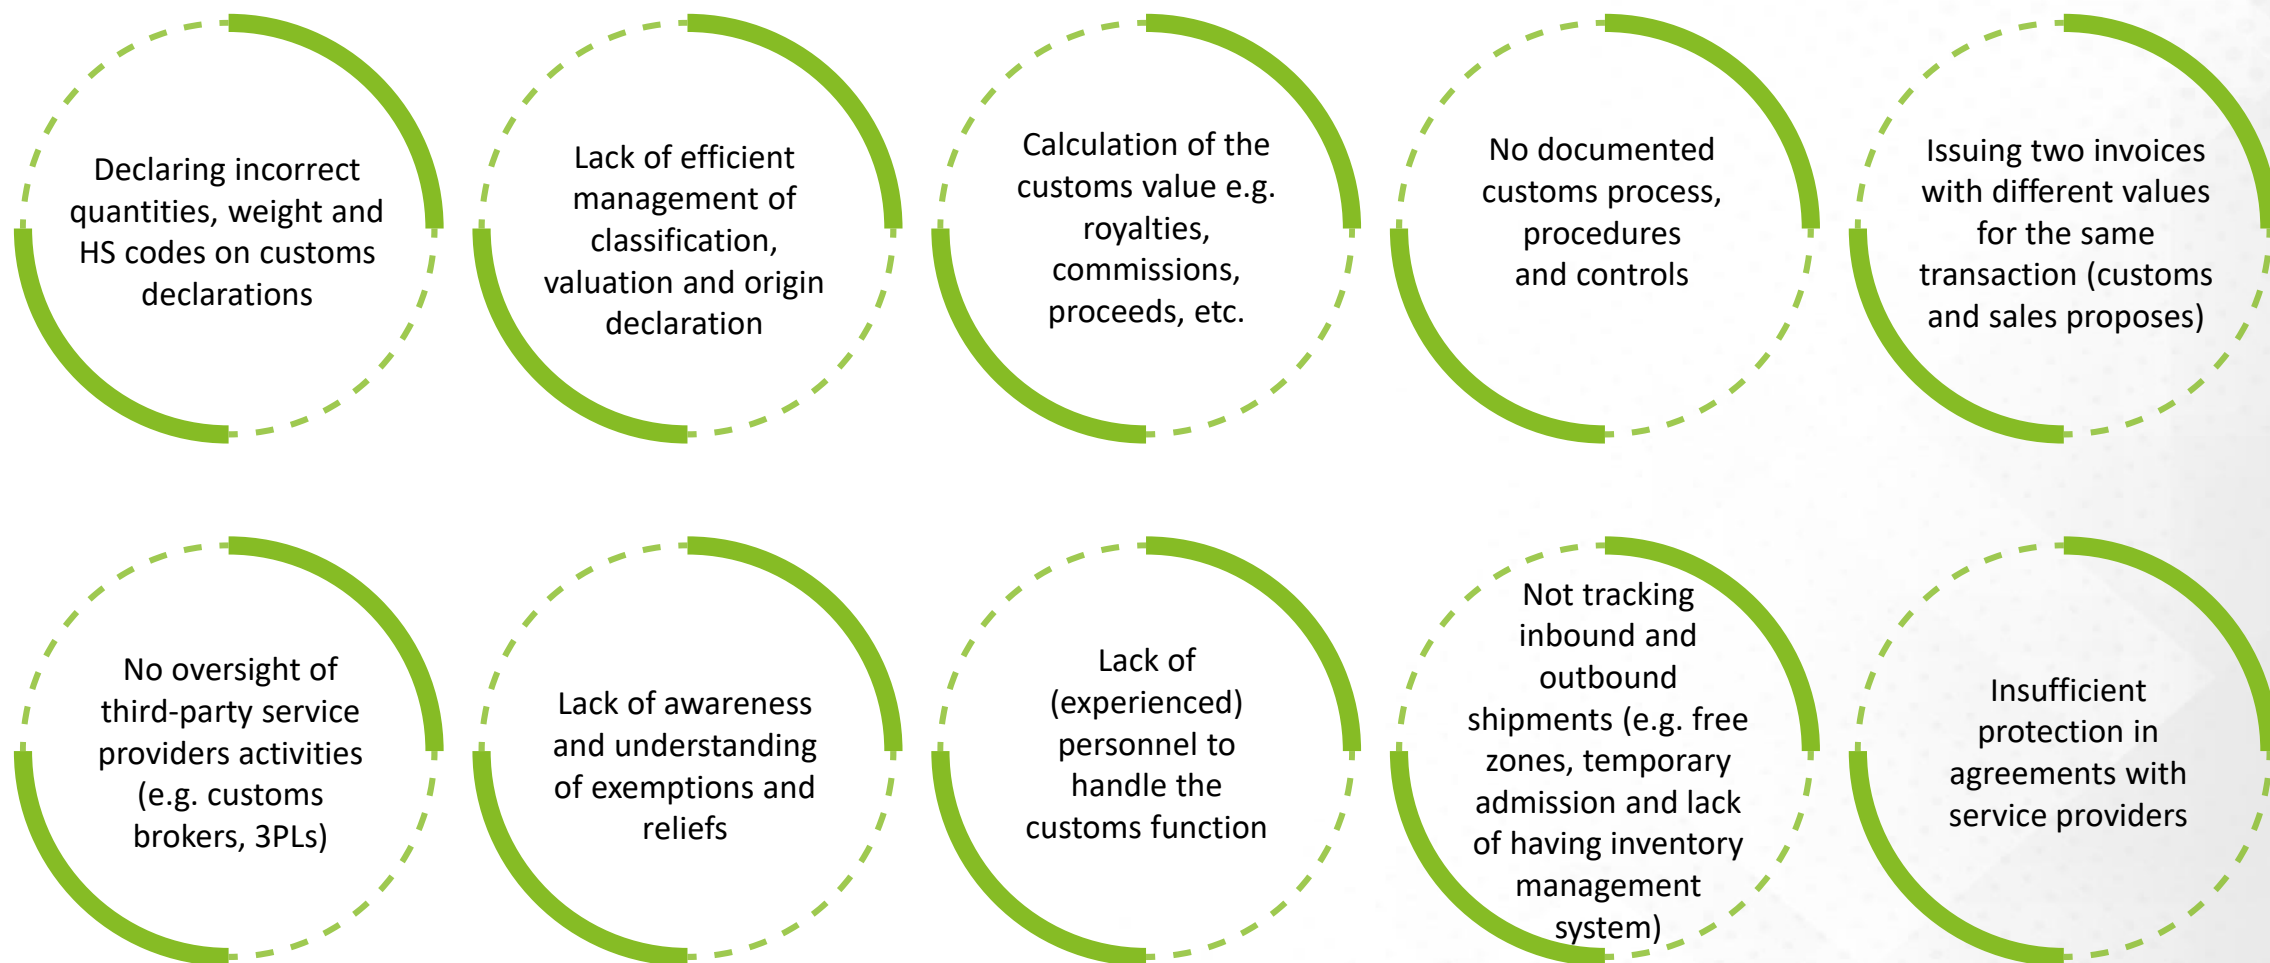 Declaring incorrect
quantities, weight and
HS codes on customs
declarations
Lack of efficient
management of
classification,
valuation and origin
declaration
Calculation of the
customs value e.g.
royalties,
commissions,
proceeds, etc.
No documented
customs process,
procedures
and controls
Issuing two invoices
with different values
for the same
transaction (customs
and sales proposes)
No oversight of
third-party service
providers activities
(e.g. customs
brokers, 3PLs)
Lack of awareness
and understanding
of exemptions and
reliefs
Lack of
(experienced)
personnel to
handle the
customs function
Not tracking
inbound and
outbound
shipments (e.g. free
zones, temporary
admission and lack
of having inventory
management
system)
Insufficient
protection in
agreements with
service providers